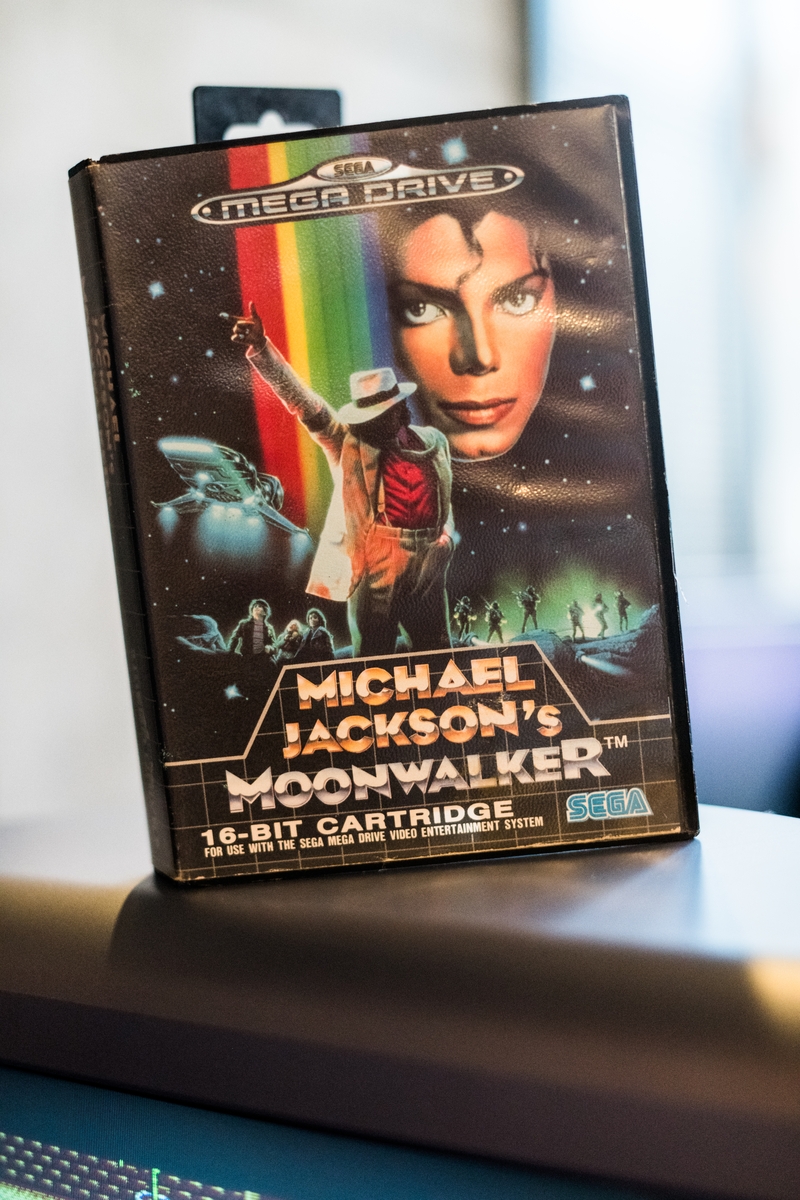 SEGA
MEGA DRIVE
MICHAEL
JACKSON'S
MOONWALKER™
16-BIT CARTRIDGE
FOR USE WITH THE SEGA MEGA DRIVE VIDEO ENTERTAINMENT SYSTEM
SEGA